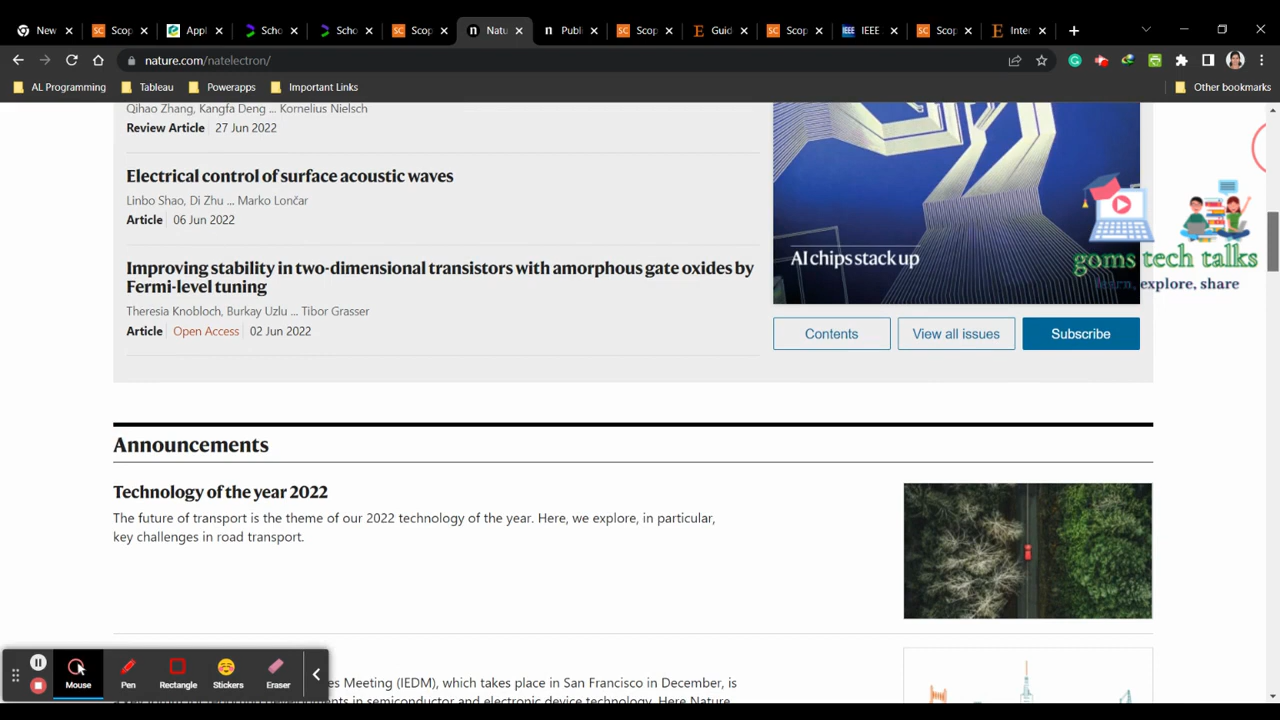 New
Scop
Appl
Scho
Scho
Scop
Natu
Publi
Scop
Guid
Scop
IEEE
Scop
Inter
nature.com/natelectron/
AL Programming
Tableau
Powerapps
Important Links
Other bookmarks
Qihao Zhang, Kangfa Deng ... Kornelius Nielsch
Review Article 27 Jun 2022
Electrical control of surface acoustic waves
Linbo Shao, Di Zhu ... Marko Lončar
Article 06 Jun 2022
Improving stability in two-dimensional transistors with amorphous gate oxides by
Fermi-level tuning
Theresia Knobloch, Burkay Uzlu ... Tibor Grasser
Article Open Access 02 Jun 2022
AI chips stack up
goms tech talks
learn, explore, share
Contents
View all issues
Subscribe
Announcements
Technology of the year 2022
The future of transport is the theme of our 2022 technology of the year. Here, we explore, in particular,
key challenges in road transport.
es Meeting (IEDM), which takes place in San Francisco in December, is
in semiconductor and electronic device technology. Here Nature
Mouse
Pen
Rectangle
Stickers
Eraser